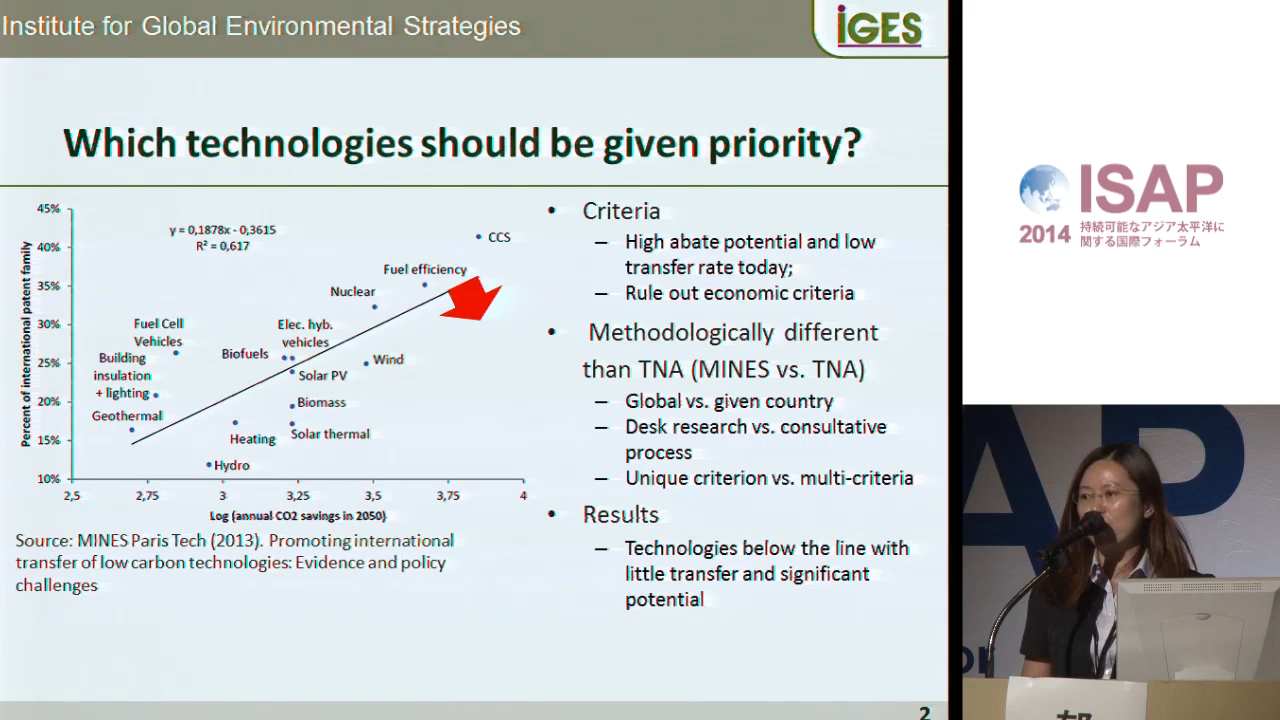 Institute for Global Environmental Strategies
iGES
Which technologies should be given priority?
45%
40%
35%
30%
25%
20%
15%
10%
Percent of international patent family
y = 0,1878x - 0,3615
R² = 0,617
CCS
Fuel efficiency
Nuclear
Fuel Cell
Vehicles
Elec. hyb.
vehicles
Building
insulation
+ lighting
Biofuels
Wind
Solar PV
Geothermal
Biomass
Heating
Solar thermal
Hydro
2,5
2,75
3
3,25
3,5
3,75
4
Log (annual CO2 savings in 2050)
Source: MINES Paris Tech (2013). Promoting international
transfer of low carbon technologies: Evidence and policy
challenges
• Criteria
– High abate potential and low
transfer rate today;
– Rule out economic criteria
• Methodologically different
than TNA (MINES vs. TNA)
– Global vs. given country
– Desk research vs. consultative
process
– Unique criterion vs. multi-criteria
• Results
– Technologies below the line with
little transfer and significant
potential
2
ISAP
2014 持続可能なアジア太平洋に
関する国際フォーラム
AP